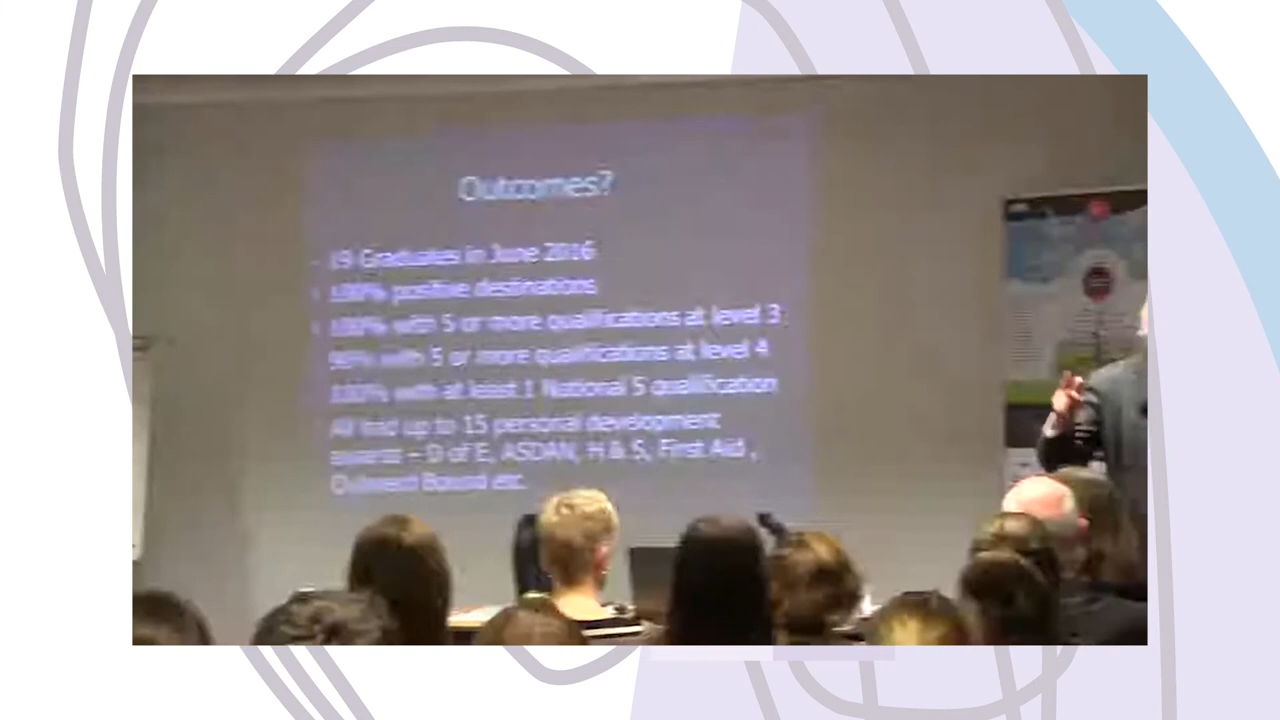 Outcomes?
19 Graduates in June 2016
100% positive destinations
100% with 5 or more qualifications at level 3
90% with 5 or more qualifications at level 4
100% with at least 1 National 5 qualification
All had up to 15 personal development
awards – D of E, ASDAN, H & S, First Aid ,
Outward Bound etc.